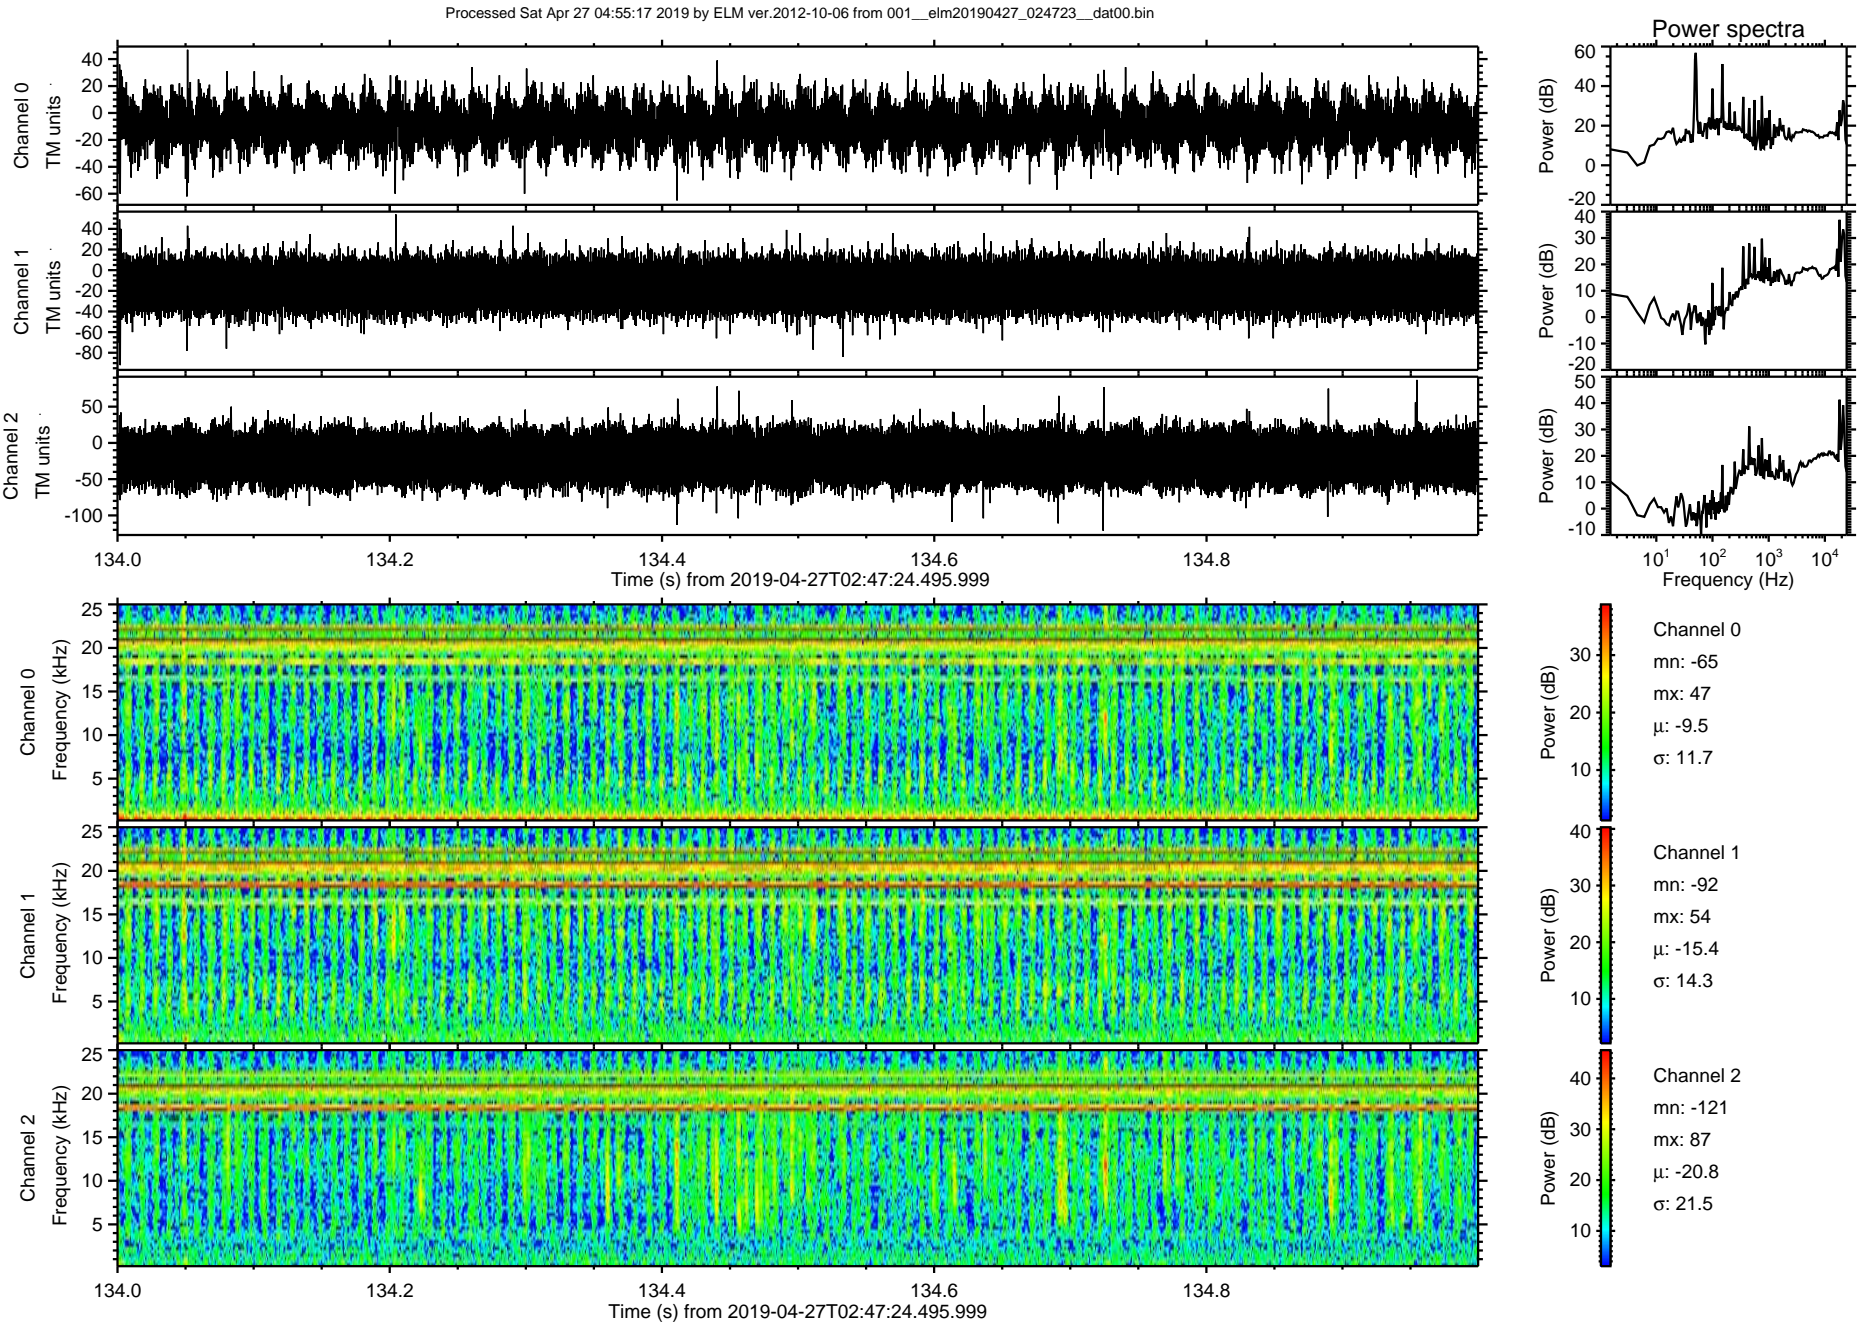 Processed Sat Apr 27 04:55:17 2019 by ELM ver.2012-10-06 from 001__elm20190427_024723__dat00.bin
Power spectra
Channel 0
TM units
40
20
0
-20
-40
-60
Power (dB)
60
40
20
0
-20
Channel 1
TM units
40
20
0
-20
-40
-60
-80
Power (dB)
40
30
20
10
0
-10
-20
Channel 2
TM units
50
0
-50
-100
Power (dB)
50
40
30
20
10
0
-10
134.0 134.2 134.4 134.6 134.8
Time (s) from 2019-04-27T02:47:24.495.999
10¹ 10² 10³ 10⁴
Frequency (Hz)
Channel 0
Frequency (kHz)
25
20
15
10
5
Power (dB)
30
20
10
Channel 0
mn: -65
mx: 47
µ: -9.5
σ: 11.7
Channel 1
Frequency (kHz)
25
20
15
10
5
Power (dB)
40
30
20
10
Channel 1
mn: -92
mx: 54
µ: -15.4
σ: 14.3
Channel 2
Frequency (kHz)
25
20
15
10
5
Power (dB)
40
30
20
10
Channel 2
mn: -121
mx: 87
µ: -20.8
σ: 21.5
134.0 134.2 134.4 134.6 134.8
Time (s) from 2019-04-27T02:47:24.495.999